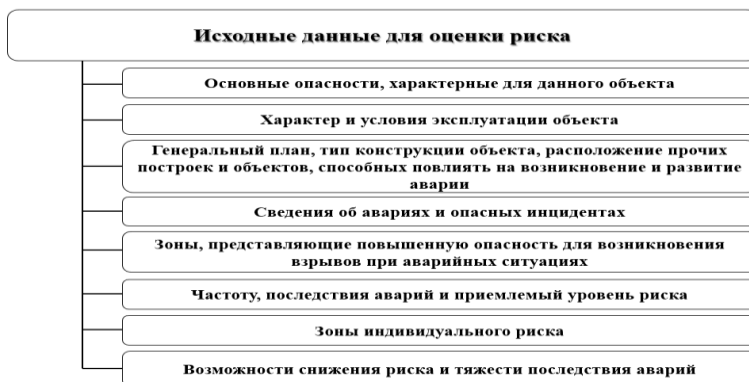 Исходные данные для оценки риска
Основные опасности, характерные для данного объекта
Характер и условия эксплуатации объекта
Генеральный план, тип конструкции объекта, расположение прочих
построек и объектов, способных повлиять на возникновение и развитие
аварии
Сведения об авариях и опасных инцидентах
Зоны, представляющие повышенную опасность для возникновения
взрывов при аварийных ситуациях
Частоту, последствия аварий и приемлемый уровень риска
Зоны индивидуального риска
Возможности снижения риска и тяжести последствия аварий